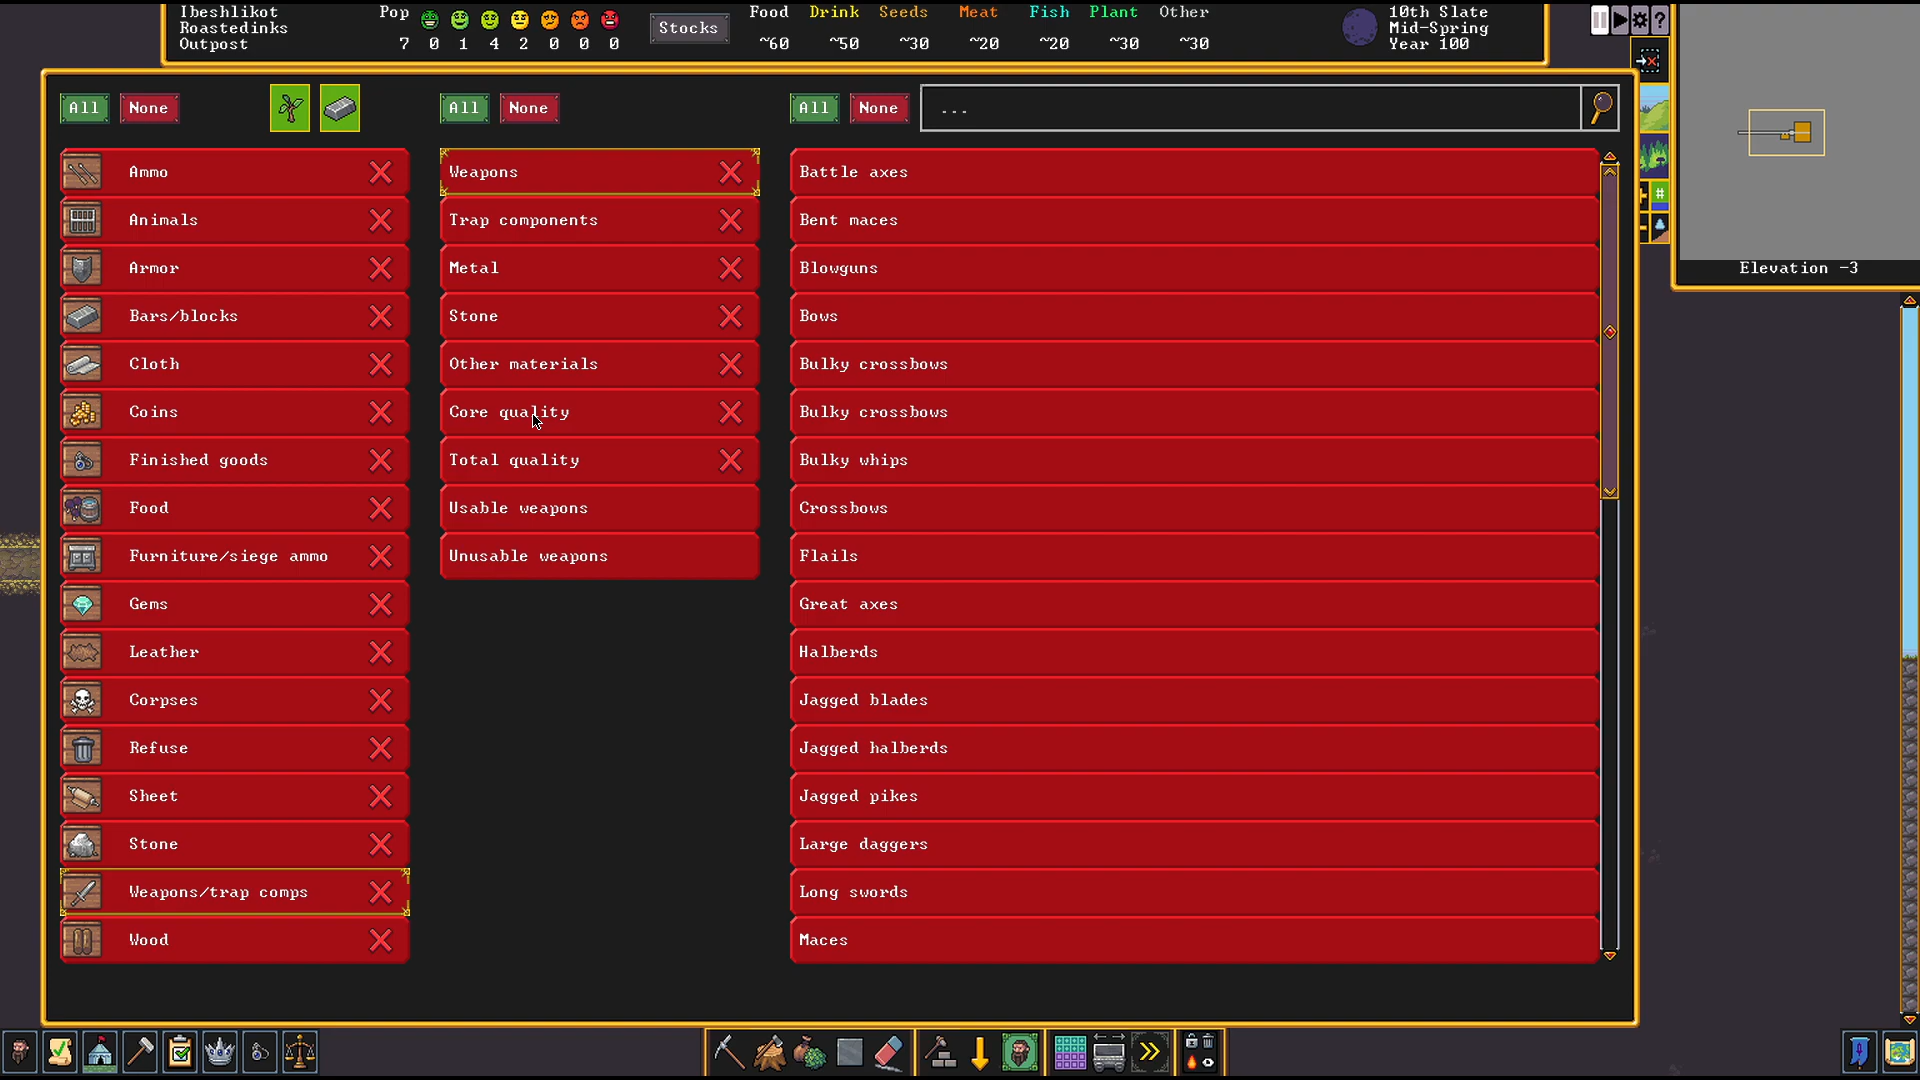 Ibeshlikot
Roastedinks
Outpost
Pop
7 0 1 4 2 0 0 0
Stocks
Food Drink Seeds Meat Fish Plant Other
~60 ~50 ~30 ~20 ~20 ~30 ~30
10th Slate
Mid-Spring
Year 100
?
Elevation -3
#
All None
All None
All None
...
Ammo
Animals
Armor
Bars/blocks
Cloth
Coins
Finished goods
Food
Furniture/siege ammo
Gems
Leather
Corpses
Refuse
Sheet
Stone
Weapons/trap comps
Wood
Weapons
Trap components
Metal
Stone
Other materials
Core quality
Total quality
Usable weapons
Unusable weapons
Battle axes
Bent maces
Blowguns
Bows
Bulky crossbows
Bulky crossbows
Bulky whips
Crossbows
Flails
Great axes
Halberds
Jagged blades
Jagged halberds
Jagged pikes
Large daggers
Long swords
Maces